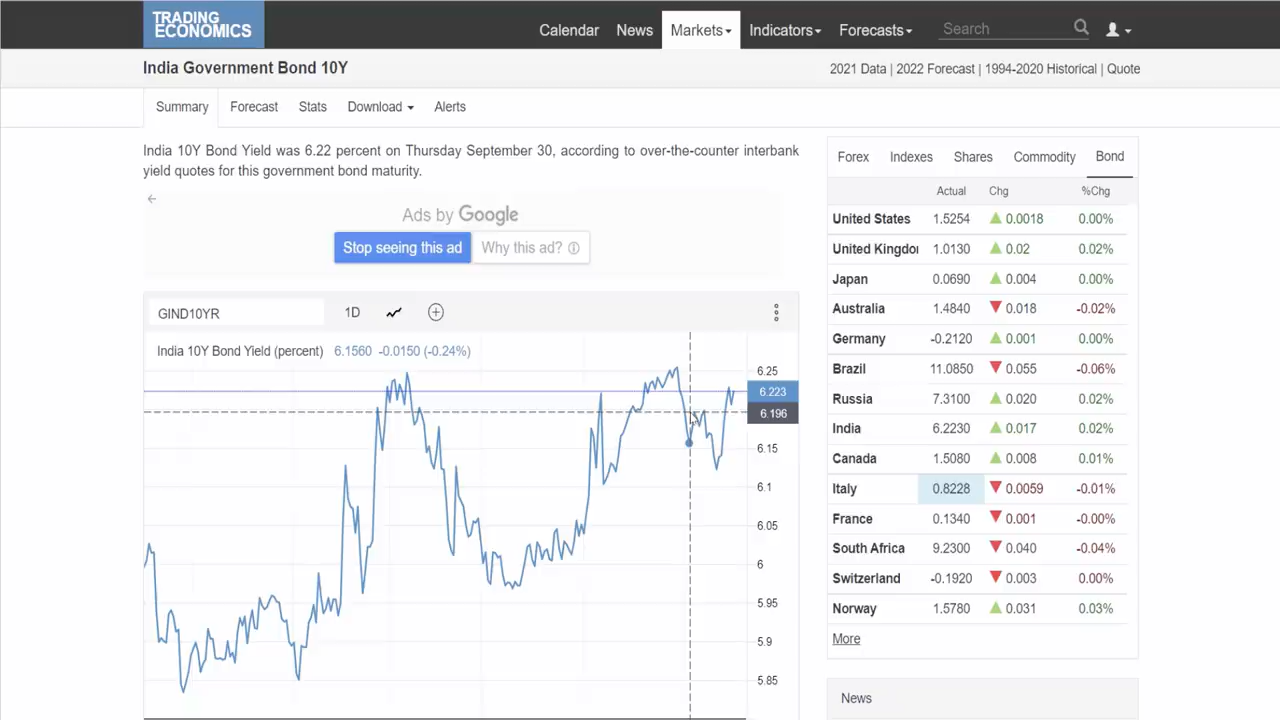 TRADING
ECONOMICS
Calendar News Markets Indicators Forecasts Search
India Government Bond 10Y
2021 Data | 2022 Forecast | 1994-2020 Historical | Quote
Summary Forecast Stats Download Alerts
India 10Y Bond Yield was 6.22 percent on Thursday September 30, according to over-the-counter interbank
yield quotes for this government bond maturity.
Ads by Google
Stop seeing this ad Why this ad?
GIND10YR 1D
India 10Y Bond Yield (percent) 6.1560 -0.0150 (-0.24%)
6.25
6.223
6.196
6.15
6.1
6.05
6
5.95
5.9
5.85
Forex Indexes Shares Commodity Bond
Actual Chg %Chg
United States 1.5254 0.0018 0.00%
United Kingdo 1.0130 0.02 0.02%
Japan 0.0690 0.004 0.00%
Australia 1.4840 0.018 -0.02%
Germany -0.2120 0.001 0.00%
Brazil 11.0850 0.055 -0.06%
Russia 7.3100 0.020 0.02%
India 6.2230 0.017 0.02%
Canada 1.5080 0.008 0.01%
Italy 0.8228 0.0059 -0.01%
France 0.1340 0.001 -0.00%
South Africa 9.2300 0.040 -0.04%
Switzerland -0.1920 0.003 0.00%
Norway 1.5780 0.031 0.03%
More
News